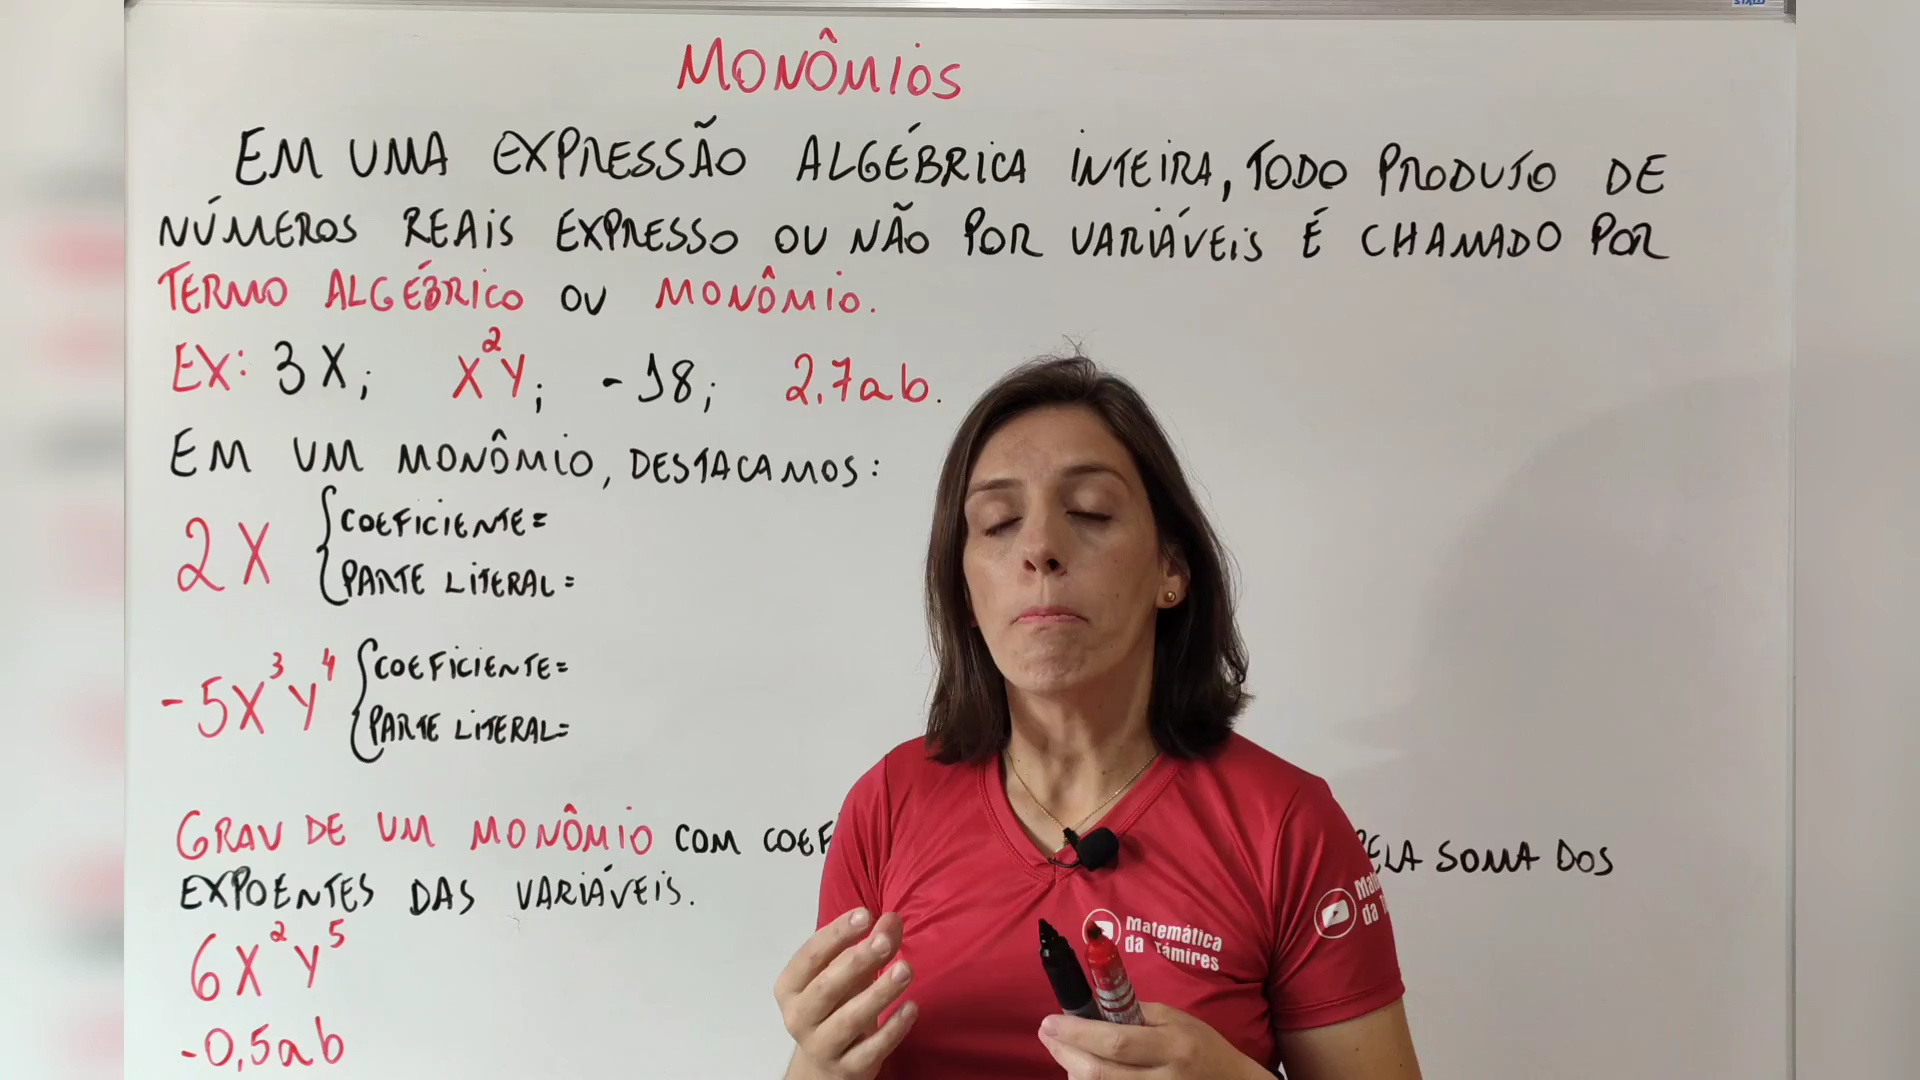 MONÔMIOS
EM UMA EXPRESSÃO ALGÉBRICA INTEIRA, TODO PRODUTO DE
NÚMEROS REAIS EXPRESSO OU NÃO POR VARIÁVEIS É CHAMADO POR
TERMO ALGÉBRICO OU MONÔMIO.
EX: 3X; X²Y; -18; 2,7ab.
EM UM MONÔMIO, DESTACAMOS:
2X { COEFICIENTE=
PARTE LITERAL=
-5X³Y⁴ { COEFICIENTE=
PARTE LITERAL=
GRAU DE UM MONÔMIO COM COEF PELA SOMA DOS
EXPOENTES DAS VARIÁVEIS.
6X²Y⁵
-0,5ab
Matemática
da Támires